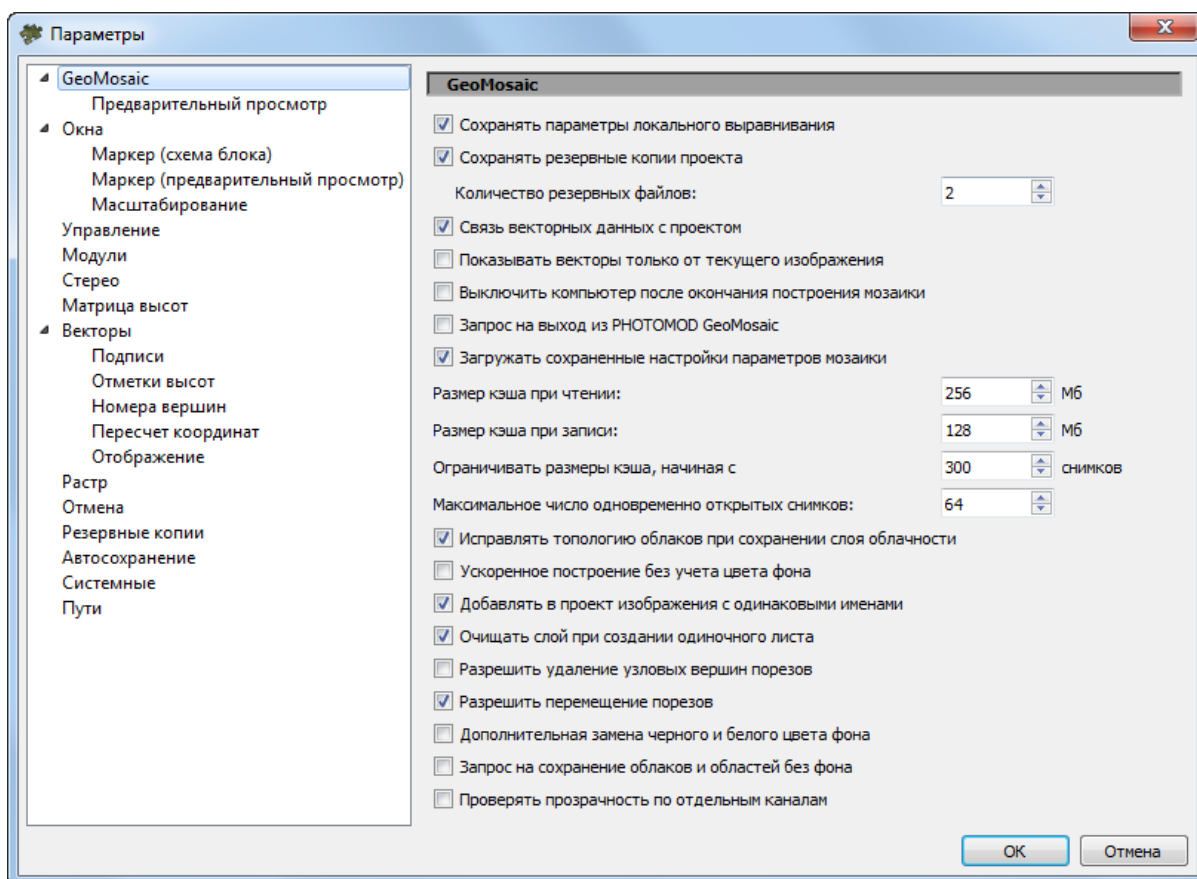 Параметры
GeoMosaic
Предварительный просмотр
Окна
Маркер (схема блока)
Маркер (предварительный просмотр)
Масштабирование
Управление
Модули
Стерео
Матрица высот
Векторы
Подписи
Отметки высот
Номера вершин
Пересчет координат
Отображение
Растр
Отмена
Резервные копии
Автосохранение
Системные
Пути
GeoMosaic
Сохранять параметры локального выравнивания
Сохранять резервные копии проекта
Количество резервных файлов: 2
Связь векторных данных с проектом
Показывать векторы только от текущего изображения
Выключить компьютер после окончания построения мозаики
Запрос на выход из PHOTOMOD GeoMosaic
Загружать сохраненные настройки параметров мозаики
Размер кэша при чтении: 256 Мб
Размер кэша при записи: 128 Мб
Ограничивать размеры кэша, начиная с 300 снимков
Максимальное число одновременно открытых снимков: 64
Исправлять топологию облаков при сохранении слоя облачности
Ускоренное построение без учета цвета фона
Добавлять в проект изображения с одинаковыми именами
Очищать слой при создании одиночного листа
Разрешить удаление узловых вершин порезов
Разрешить перемещение порезов
Дополнительная замена черного и белого цвета фона
Запрос на сохранение облаков и областей без фона
Проверять прозрачность по отдельным каналам
OK Отмена